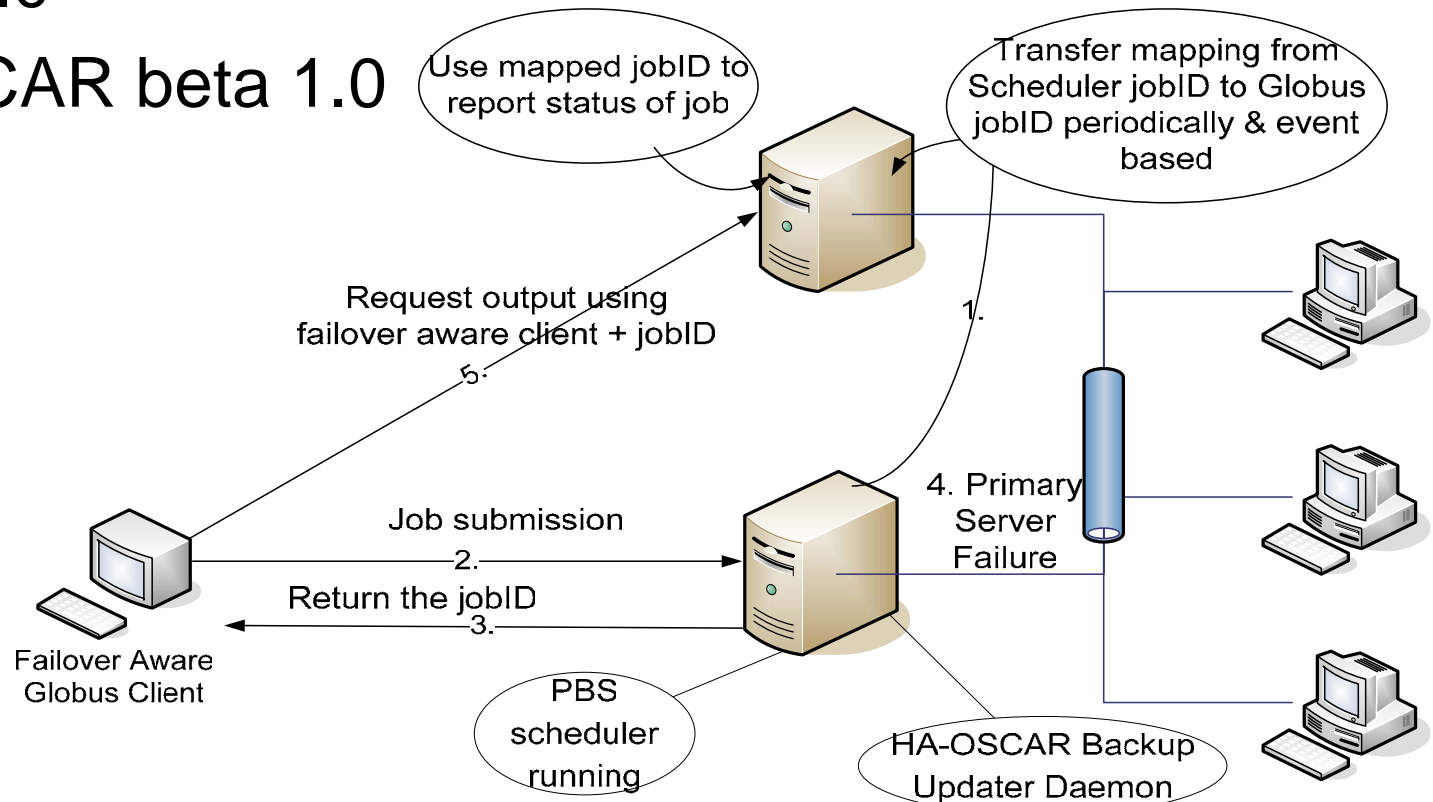 CAR beta 1.0
Use mapped jobID to
report status of job
Transfer mapping from
Scheduler jobID to Globus
jobID periodically & event
based
Request output using
failover aware client + jobID
5.
1.
4. Primary
Server
Failure
Job submission
2.
Return the jobID
3.
Failover Aware
Globus Client
PBS
scheduler
running
HA-OSCAR Backup
Updater Daemon